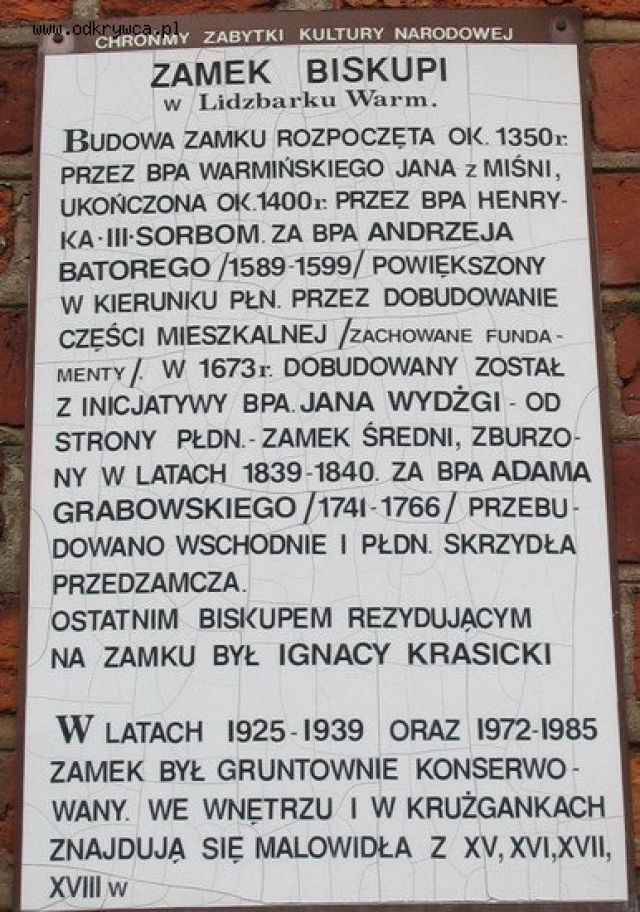 www.odkrywca.pl
CHROŃMY ZABYTKI KULTURY NARODOWEJ
ZAMEK BISKUPI
w Lidzbarku Warm.
BUDOWA ZAMKU ROZPOCZĘTA OK. 1350r.
PRZEZ BPA WARMIŃSKIEGO JANA z MIŚNI,
UKOŃCZONA OK.1400r. PRZEZ BPA HENRY-
KA·III·SORBOM. ZA BPA ANDRZEJA
BATOREGO /1589-1599/ POWIĘKSZONY
W KIERUNKU PŁN. PRZEZ DOBUDOWANIE
CZĘŚCI MIESZKALNEJ /ZACHOWANE FUNDA-
MENTY/. W 1673r. DOBUDOWANY ZOSTAŁ
Z INICJATYWY BPA. JANA WYDŻGI - OD
STRONY PŁDN. - ZAMEK ŚREDNI, ZBURZO-
NY W LATACH 1839-1840. ZA BPA ADAMA
GRABOWSKIEGO /1741-1766/ PRZEBU-
DOWANO WSCHODNIE I PŁDN. SKRZYDŁA
PRZEDZAMCZA.
OSTATNIM BISKUPEM REZYDUJĄCYM
NA ZAMKU BYŁ IGNACY KRASICKI
W LATACH 1925-1939 ORAZ 1972-1985
ZAMEK BYŁ GRUNTOWNIE KONSERWO-
WANY. WE WNĘTRZU I W KRUŻGANKACH
ZNAJDUJĄ SIĘ MALOWIDŁA Z XV, XVI,XVII,
XVIII w